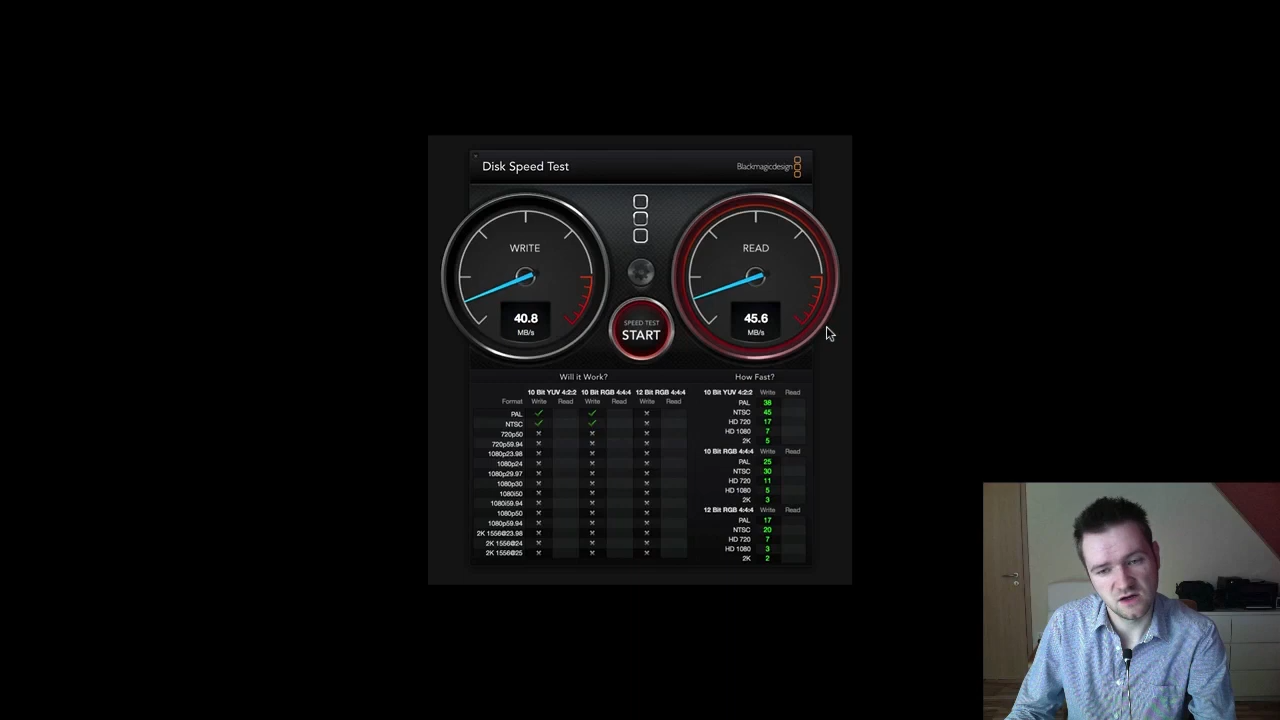 Disk Speed Test
Blackmagicdesign
WRITE
40.8
MB/s
READ
45.6
MB/s
SPEED TEST
START
Will it Work?
10 Bit YUV 4:2:2 10 Bit RGB 4:4:4 12 Bit RGB 4:4:4
Format Write Read Write Read Write Read
PAL
NTSC
720p50
720p59.94
1080p23.98
1080p24
1080p29.97
1080p30
1080i50
1080i59.94
1080p50
1080p59.94
2K 1556@23.98
2K 1556@24
2K 1556@25
How Fast?
10 Bit YUV 4:2:2 Write Read
PAL 38
NTSC 45
HD 720 17
HD 1080 7
2K 5
10 Bit RGB 4:4:4 Write Read
PAL 25
NTSC 30
HD 720 11
HD 1080 5
2K 3
12 Bit RGB 4:4:4 Write Read
PAL 17
NTSC 20
HD 720 7
HD 1080 3
2K 2